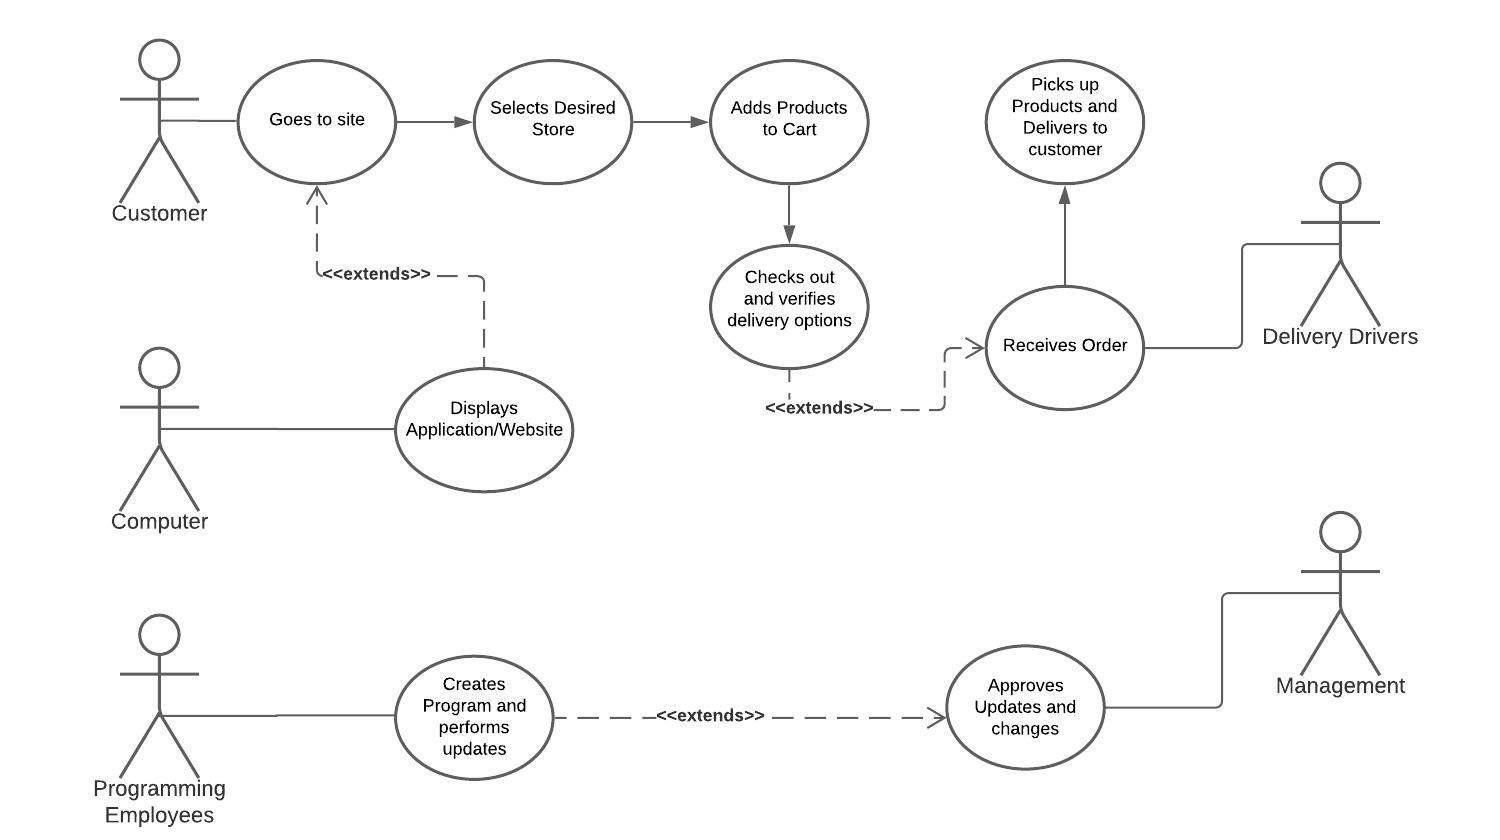 Goes to site
Selects Desired
Store
Adds Products
to Cart
Picks up
Products and
Delivers to
customer
Customer
<<extends>>
Checks out
and verifies
delivery options
Receives Order
Delivery Drivers
<<extends>>
Displays
Application/Website
Computer
Creates
Program and
performs
updates
<<extends>>
Approves
Updates and
changes
Management
Programming
Employees